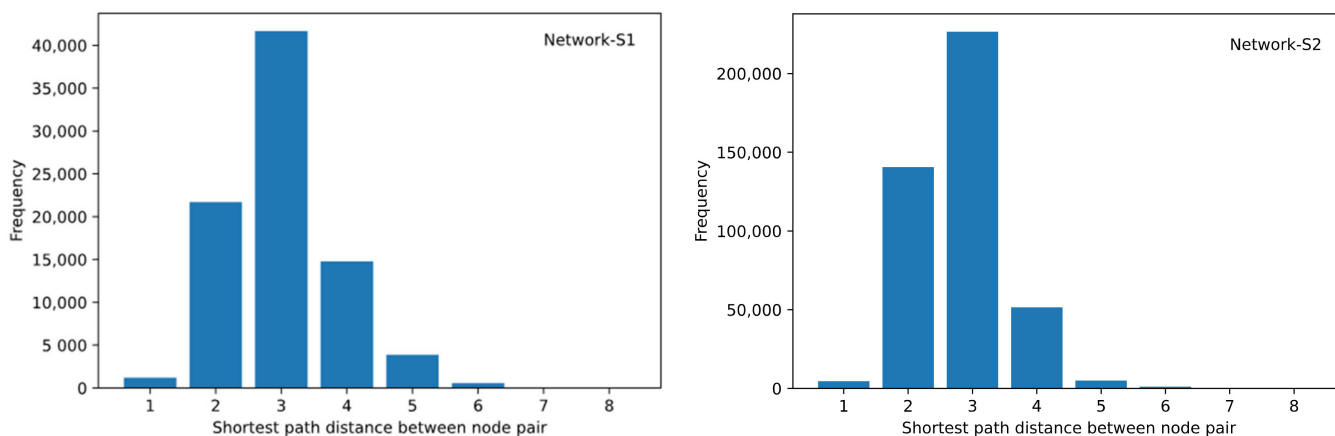 Network-S1
40,000
35,000
30,000
25,000
20,000
15,000
10,000
5 000
0
Frequency
1 2 3 4 5 6 7 8
Shortest path distance between node pair
Network-S2
200,000
150,000
100,000
50,000
0
Frequency
1 2 3 4 5 6 7 8
Shortest path distance between node pair